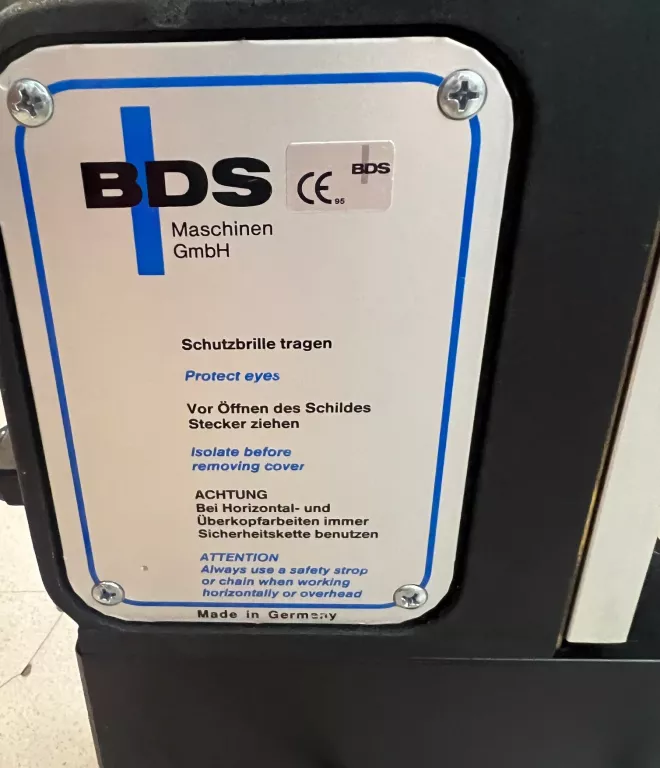 BDS
CE 95 BDS
Maschinen
GmbH
Schutzbrille tragen
Protect eyes
Vor Öffnen des Schildes
Stecker ziehen
Isolate before
removing cover
ACHTUNG
Bei Horizontal- und
Überkopfarbeiten immer
Sicherheitskette benutzen
ATTENTION
Always use a safety strop
or chain when working
horizontally or overhead
Made in Germany